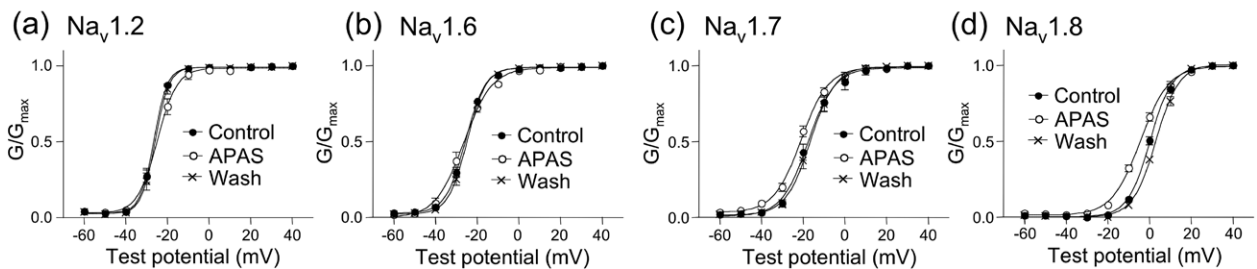 (a) Nav1.2
G/Gmax
1.0
0.5
0.0
Control
APAS
Wash
-60 -40 -20 0 20 40
Test potential (mV)
(b) Nav1.6
G/Gmax
1.0
0.5
0.0
Control
APAS
Wash
-60 -40 -20 0 20 40
Test potential (mV)
(c) Nav1.7
G/Gmax
1.0
0.5
0.0
Control
APAS
Wash
-60 -40 -20 0 20 40
Test potential (mV)
(d) Nav1.8
G/Gmax
1.0
0.5
0.0
Control
APAS
Wash
-60 -40 -20 0 20 40
Test potential (mV)